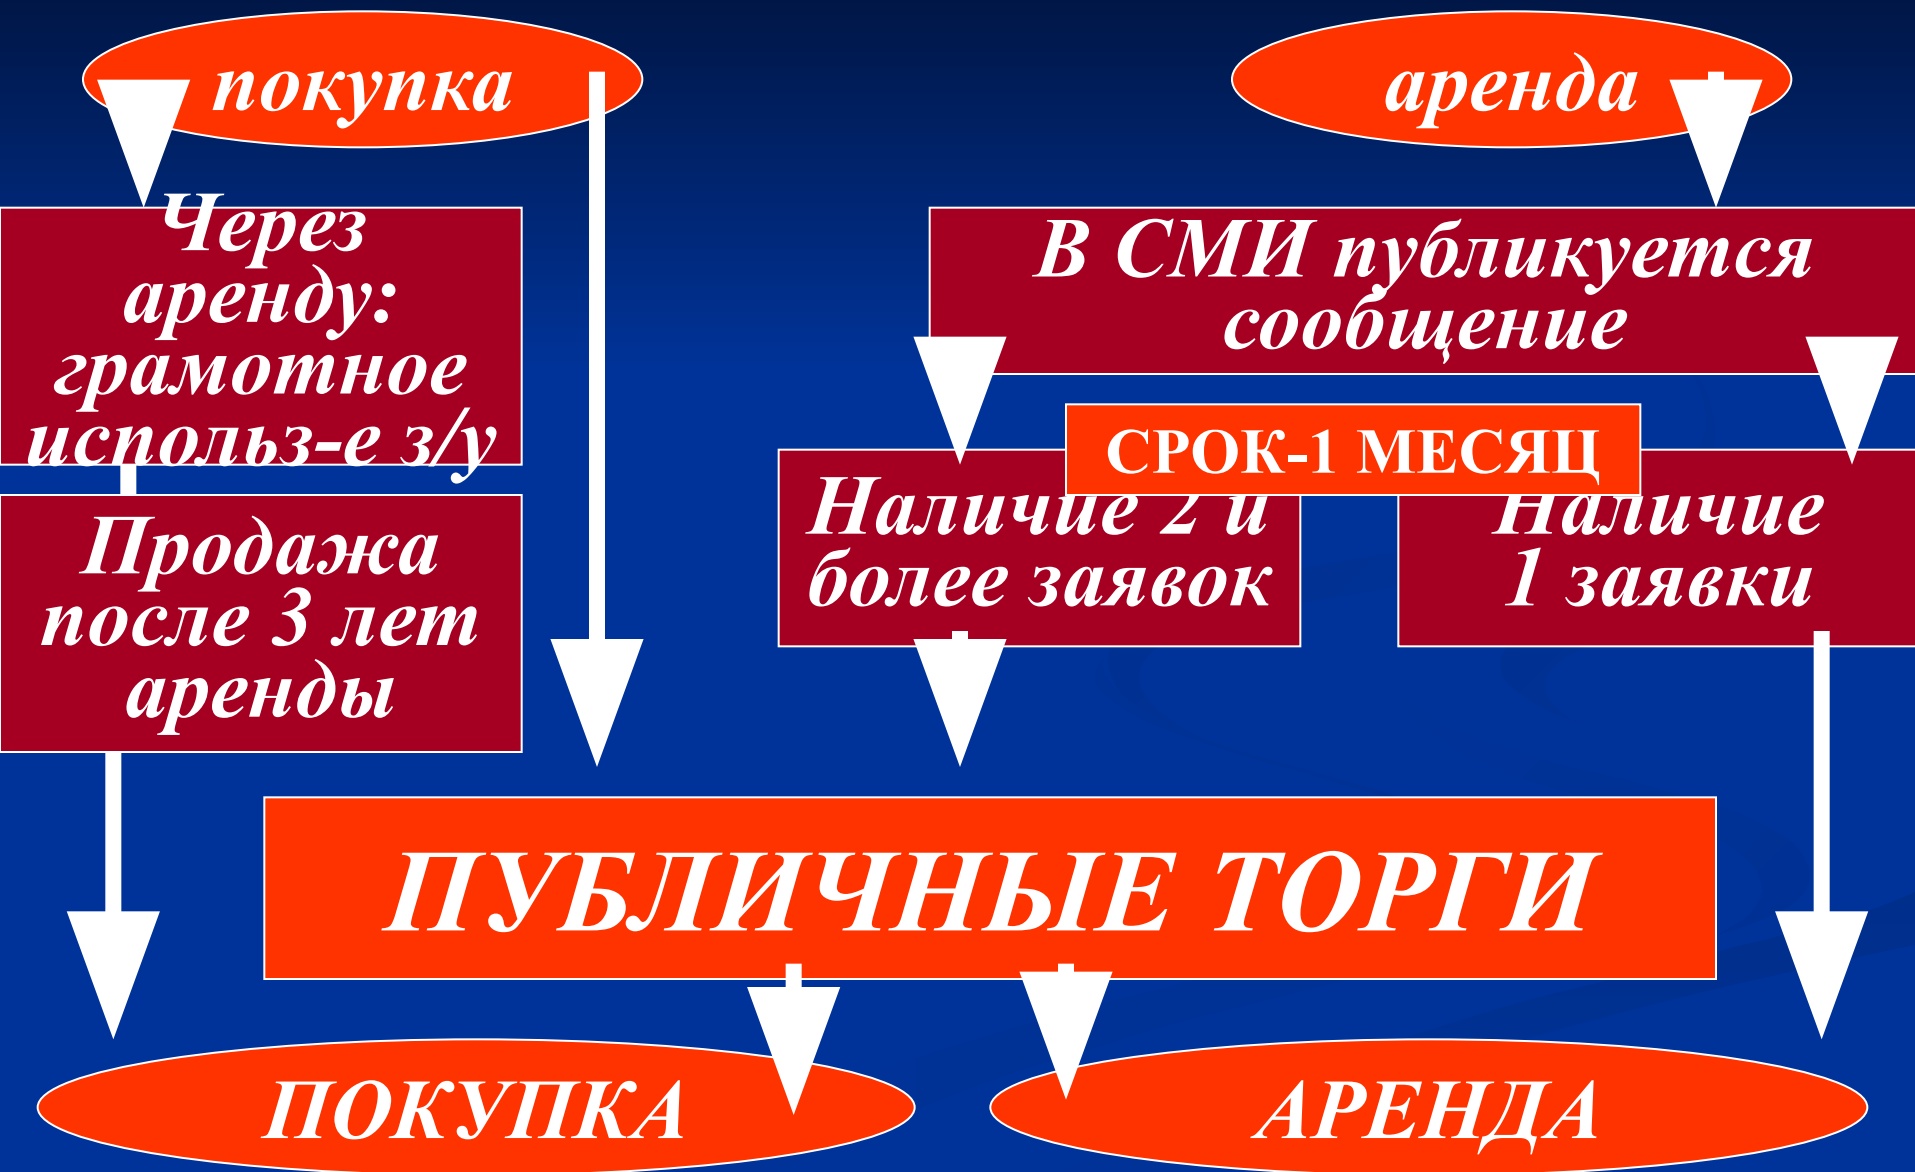 покупка
аренда
Через
аренду:
грамотное
использ-е з/у
Продажа
после 3 лет
аренды
В СМИ публикуется
сообщение
СРОК-1 МЕСЯЦ
Наличие 2 и
более заявок
Наличие
1 заявки
ПУБЛИЧНЫЕ ТОРГИ
ПОКУПКА
АРЕНДА